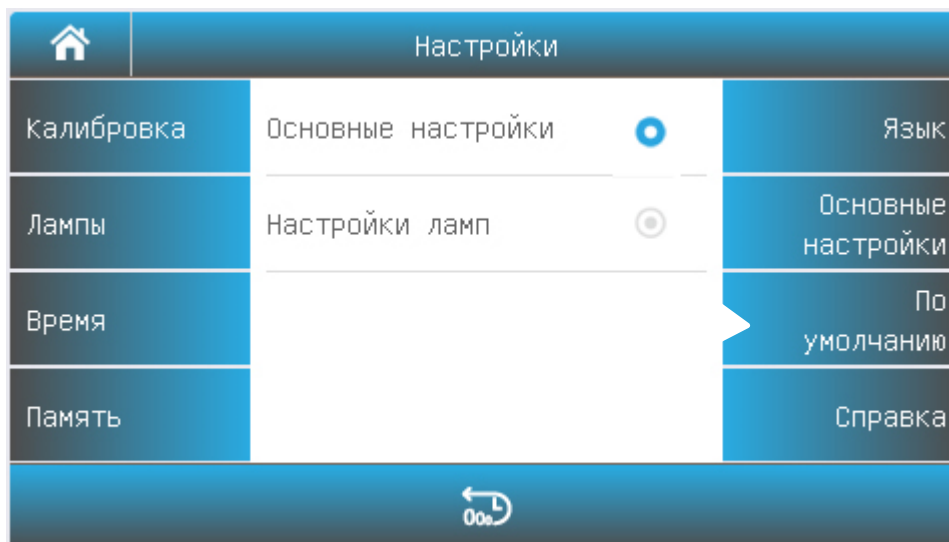 Настройки
Калибровка
Основные настройки
Язык
Лампы
Настройки ламп
Основные
настройки
Время
По
умолчанию
Память
Справка